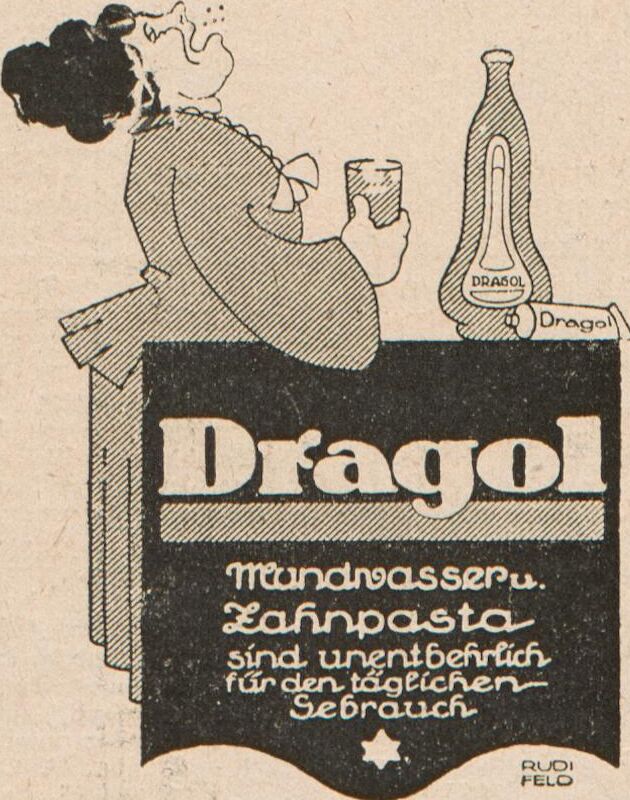 DRAGOL
Dragol
Dragol
Mundwasser u.
Zahnpasta
sind unentbehrlich
für den täglichen
Gebrauch
RUDI
FELD